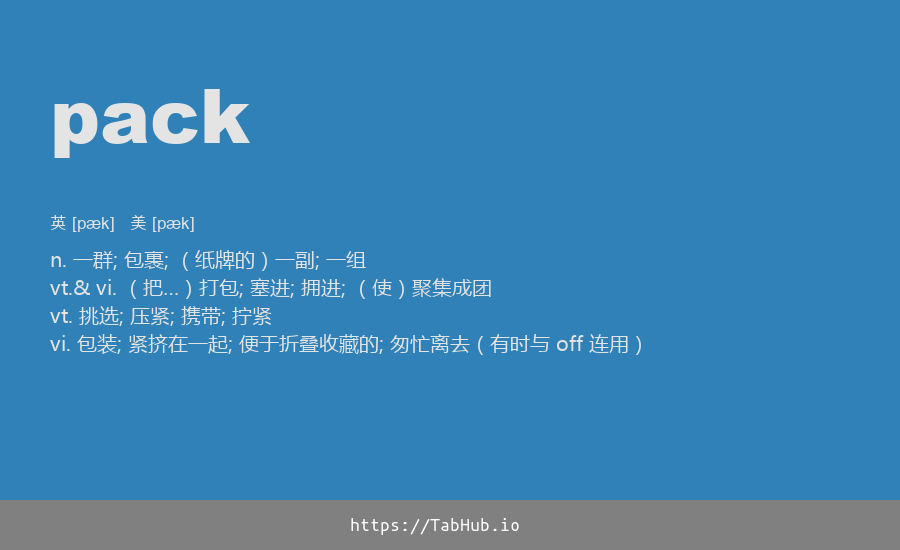 pack
英 [pæk] 美 [pæk]
n. 一群; 包裹; （纸牌的）一副; 一组
vt.& vi. （把…）打包; 塞进; 拥进; （使）聚集成团
vt. 挑选; 压紧; 携带; 拧紧
vi. 包装; 紧挤在一起; 便于折叠收藏的; 匆忙离去（有时与 off 连用）
https://TabHub.io